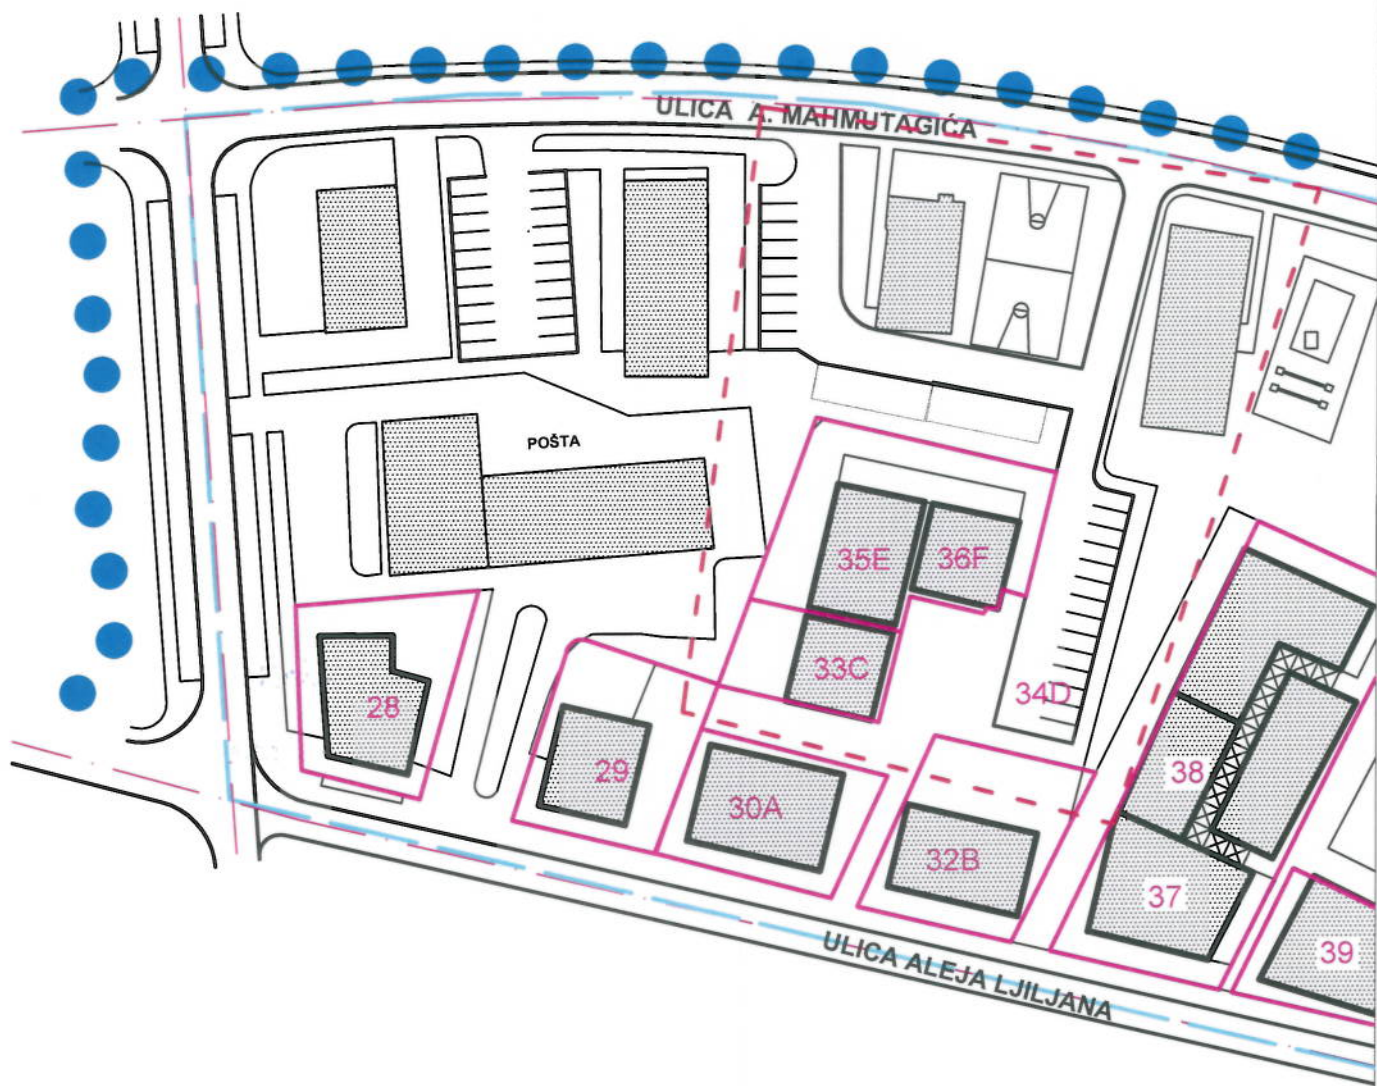 ULICA A. MAHMUTAGIĆA
POŠTA
35E
36F
33C
34D
28
29
38
30A
32B
37
39
ULICA ALEJA LJILJANA